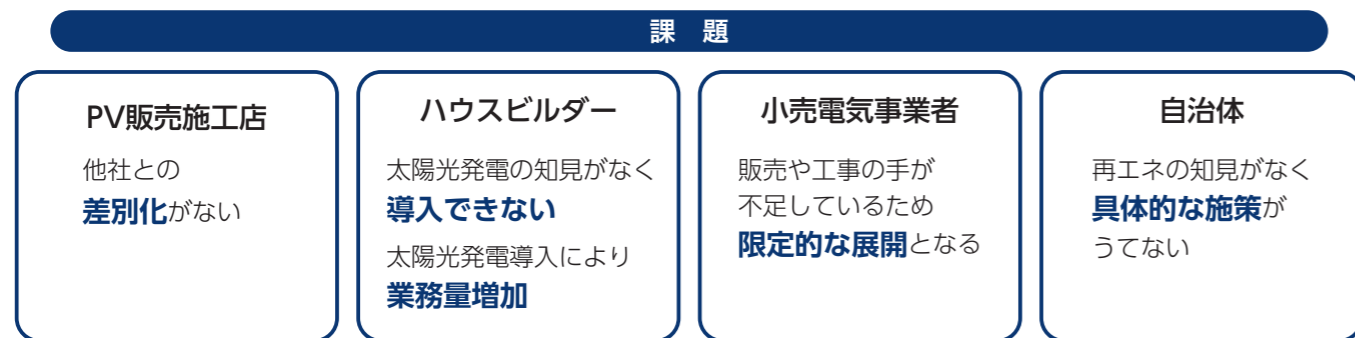 課 題
PV販売施工店
他社との
差別化がない
ハウスビルダー
太陽光発電の知見がなく
導入できない
太陽光発電導入により
業務量増加
小売電気事業者
販売や工事の手が
不足しているため
限定的な展開となる
自治体
再エネの知見がなく
具体的な施策が
うてない